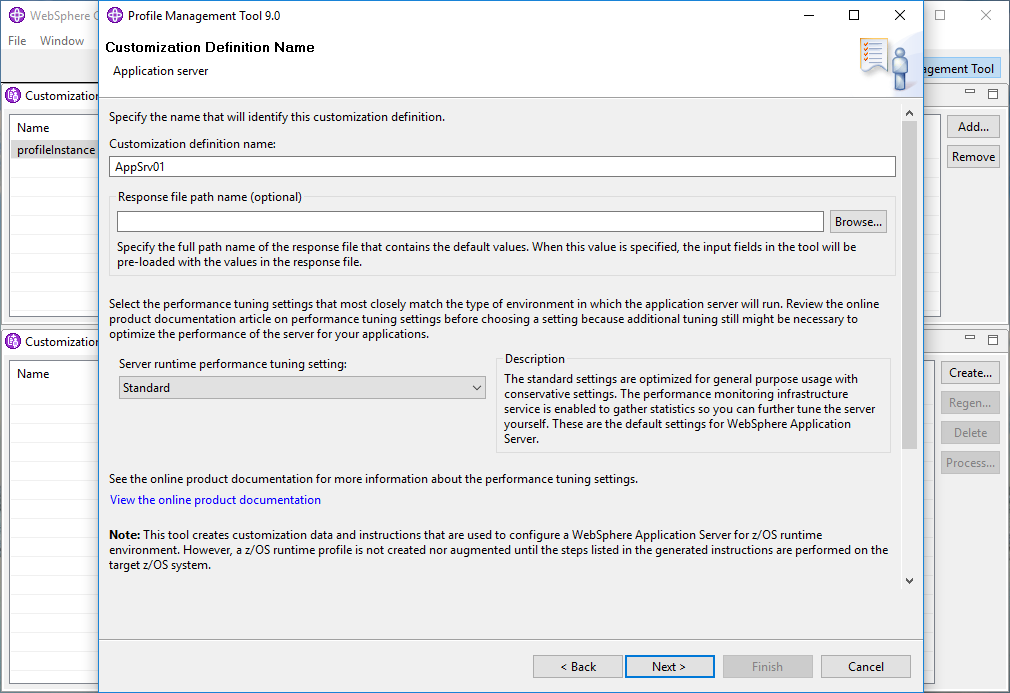 WebSphere C
File Window
agement Tool
Customization
Name
profileInstance
Add...
Remove
Customization
Name
Create...
Regen...
Delete
Process...
Profile Management Tool 9.0
Customization Definition Name
Application server
Specify the name that will identify this customization definition.
Customization definition name:
AppSrv01
Response file path name (optional)
Browse...
Specify the full path name of the response file that contains the default values. When this value is specified, the input fields in the tool will be
pre-loaded with the values in the response file.
Select the performance tuning settings that most closely match the type of environment in which the application server will run. Review the online
product documentation article on performance tuning settings before choosing a setting because additional tuning still might be necessary to
optimize the performance of the server for your applications.
Server runtime performance tuning setting:
Standard
Description
The standard settings are optimized for general purpose usage with
conservative settings. The performance monitoring infrastructure
service is enabled to gather statistics so you can further tune the server
yourself. These are the default settings for WebSphere Application
Server.
See the online product documentation for more information about the performance tuning settings.
View the online product documentation
Note: This tool creates customization data and instructions that are used to configure a WebSphere Application Server for z/OS runtime
environment. However, a z/OS runtime profile is not created nor augmented until the steps listed in the generated instructions are performed on the
target z/OS system.
< Back
Next >
Finish
Cancel